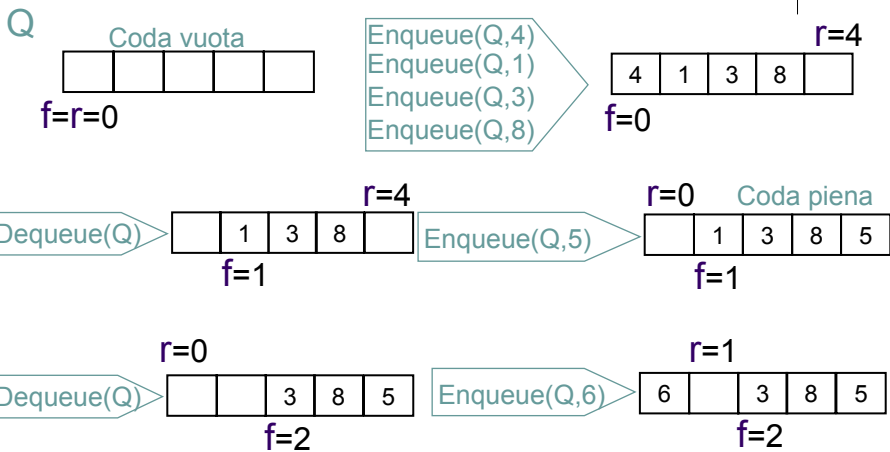 Q
Coda vuota
f=r=0
Enqueue(Q,4)
Enqueue(Q,1)
Enqueue(Q,3)
Enqueue(Q,8)
r=4
4 1 3 8
f=0
Dequeue(Q)
r=4
1 3 8
f=1
Enqueue(Q,5)
r=0 Coda piena
1 3 8 5
f=1
Dequeue(Q)
r=0
3 8 5
f=2
Enqueue(Q,6)
r=1
6 3 8 5
f=2